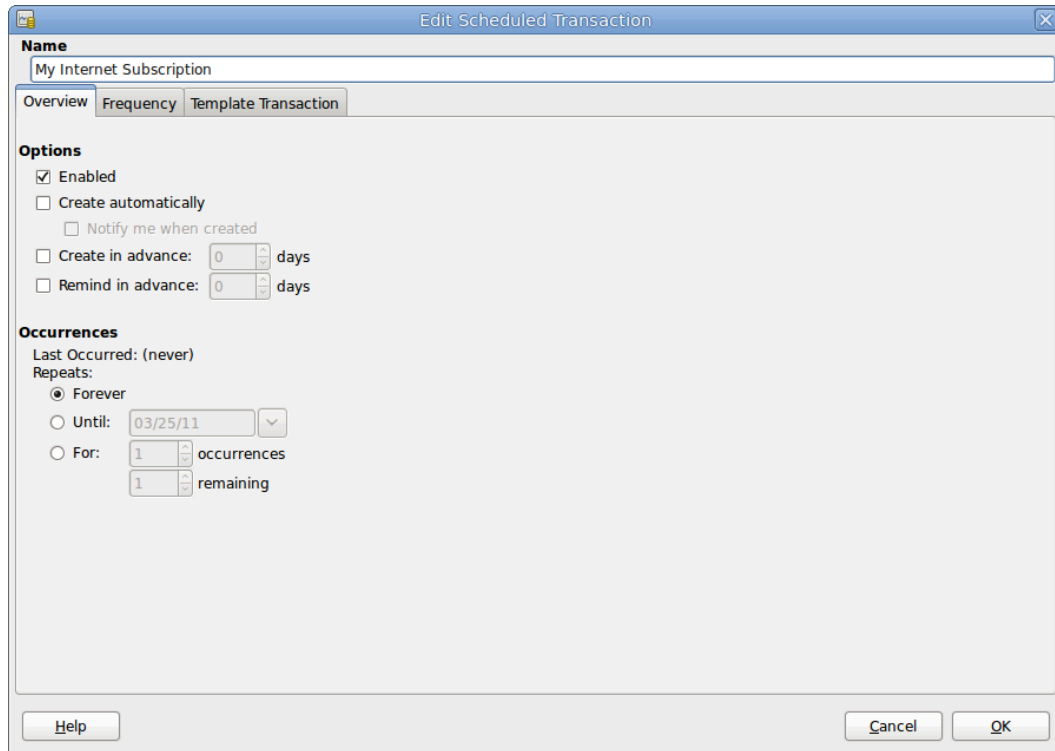 Edit Scheduled Transaction
Name
My Internet Subscription
Overview Frequency Template Transaction
Options
Enabled
Create automatically
Notify me when created
Create in advance: 0 days
Remind in advance: 0 days
Occurrences
Last Occurred: (never)
Repeats:
Forever
Until: 03/25/11
For: 1 occurrences
1 remaining
Help Cancel OK